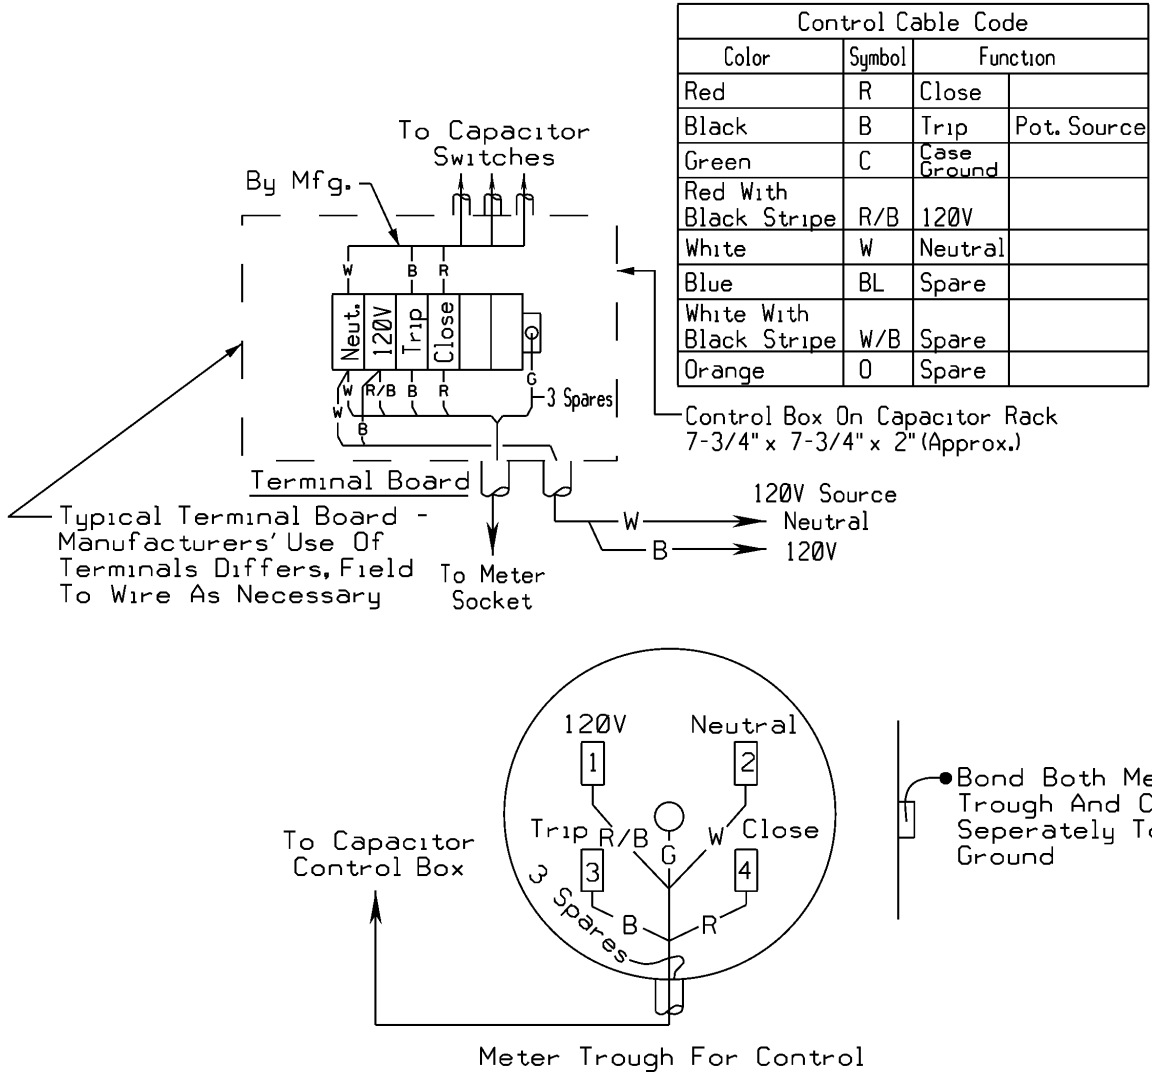 Control Cable Code
Color Symbol Function
Red R Close
Black B Trip Pot. Source
Green C Case
Ground
Red With
Black Stripe R/B 120V
White W Neutral
Blue BL Spare
White With
Black Stripe W/B Spare
Orange O Spare
To Capacitor
Switches
By Mfg.
W B R
Neut.
120V
Trip
Close
W R/B B R G
W
B
3 Spares
Control Box On Capacitor Rack
7-3/4" x 7-3/4" x 2" (Approx.)
Terminal Board
Typical Terminal Board -
Manufacturers' Use Of
Terminals Differs, Field
To Wire As Necessary
To Meter
Socket
120V Source
W Neutral
B 120V
120V Neutral
1 2
Trip R/B G W Close
3 4
B R
3 Spares
To Capacitor
Control Box
Bond Both Me
Trough And C
Seperately To
Ground
Meter Trough For Control